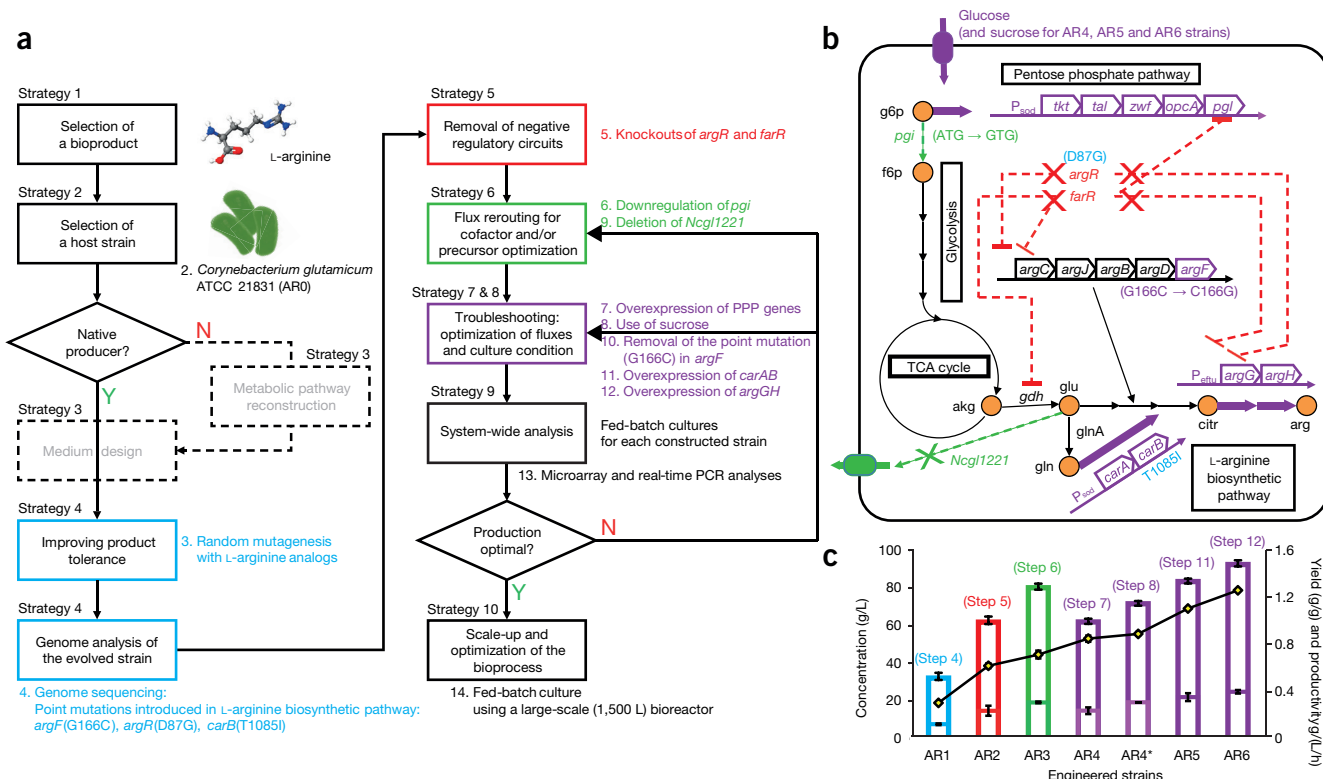 a
Strategy 1
Selection of
a bioproduct
L-arginine
Strategy 2
Selection of
a host strain
2. Corynebacterium glutamicum
ATCC 21831 (AR0)
Native
producer?
N
Y
Strategy 3
Metabolic pathway
reconstruction
Strategy 3
Medium design
Strategy 4
Improving product
tolerance
3. Random mutagenesis
with L-arginine analogs
Strategy 4
Genome analysis of
the evolved strain
4. Genome sequencing:
Point mutations introduced in L-arginine biosynthetic pathway:
argF(G166C), argR(D87G), carB(T1085I)
Strategy 5
Removal of negative
regulatory circuits
5. Knockouts of argR and farR
Strategy 6
Flux rerouting for
cofactor and/or
precursor optimization
6. Downregulation of pgi
9. Deletion of Ncgl1221
Strategy 7 & 8
Troubleshooting:
optimization of fluxes
and culture condition
7. Overexpression of PPP genes
8. Use of sucrose
10. Removal of the point mutation
(G166C) in argF
11. Overexpression of carAB
12. Overexpression of argGH
Strategy 9
System-wide analysis
Fed-batch cultures
for each constructed strain
13. Microarray and real-time PCR analyses
Production
optimal?
N
Y
Strategy 10
Scale-up and
optimization of the
bioprocess
14. Fed-batch culture
using a large-scale (1,500 L) bioreactor
b
Glucose
(and sucrose for AR4, AR5 and AR6 strains)
Pentose phosphate pathway
g6p
Psod tkt tal zwf opcA pgl
pgi (ATG → GTG)
f6p
Glycolysis
(D87G)
argR
farR
argC argJ argB argD argF
(G166C → C166G)
TCA cycle
akg
gdh
glu
glnA
gln
Peftu argG argH
citr
arg
Ncgl1221
Psod carA carB
T1085I
L-arginine
biosynthetic
pathway
c
Concentration (g/L)
100
80
60
40
20
0
(Step 4)
(Step 5)
(Step 6)
(Step 7)
(Step 8)
(Step 11)
(Step 12)
1.6
1.2
0.8
0.4
0
Yield (g/g) and productivityg/(L/h)
AR1 AR2 AR3 AR4 AR4* AR5 AR6
Engineered strains